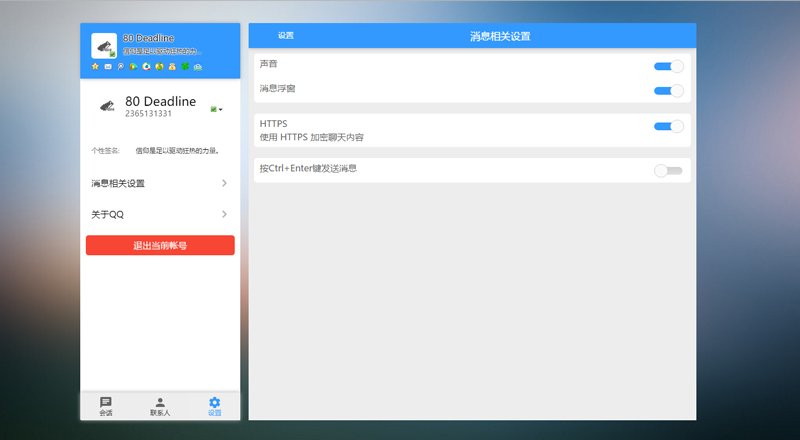 80 Deadline
信仰是足以驱动狂热的力...
80 Deadline
2365131331
个性签名:
信仰是足以驱动狂热的力量。
消息相关设置
关于QQ
退出当前帐号
会话
联系人
设置
设置
消息相关设置
声音
消息浮窗
HTTPS
使用 HTTPS 加密聊天内容
按Ctrl+Enter键发送消息